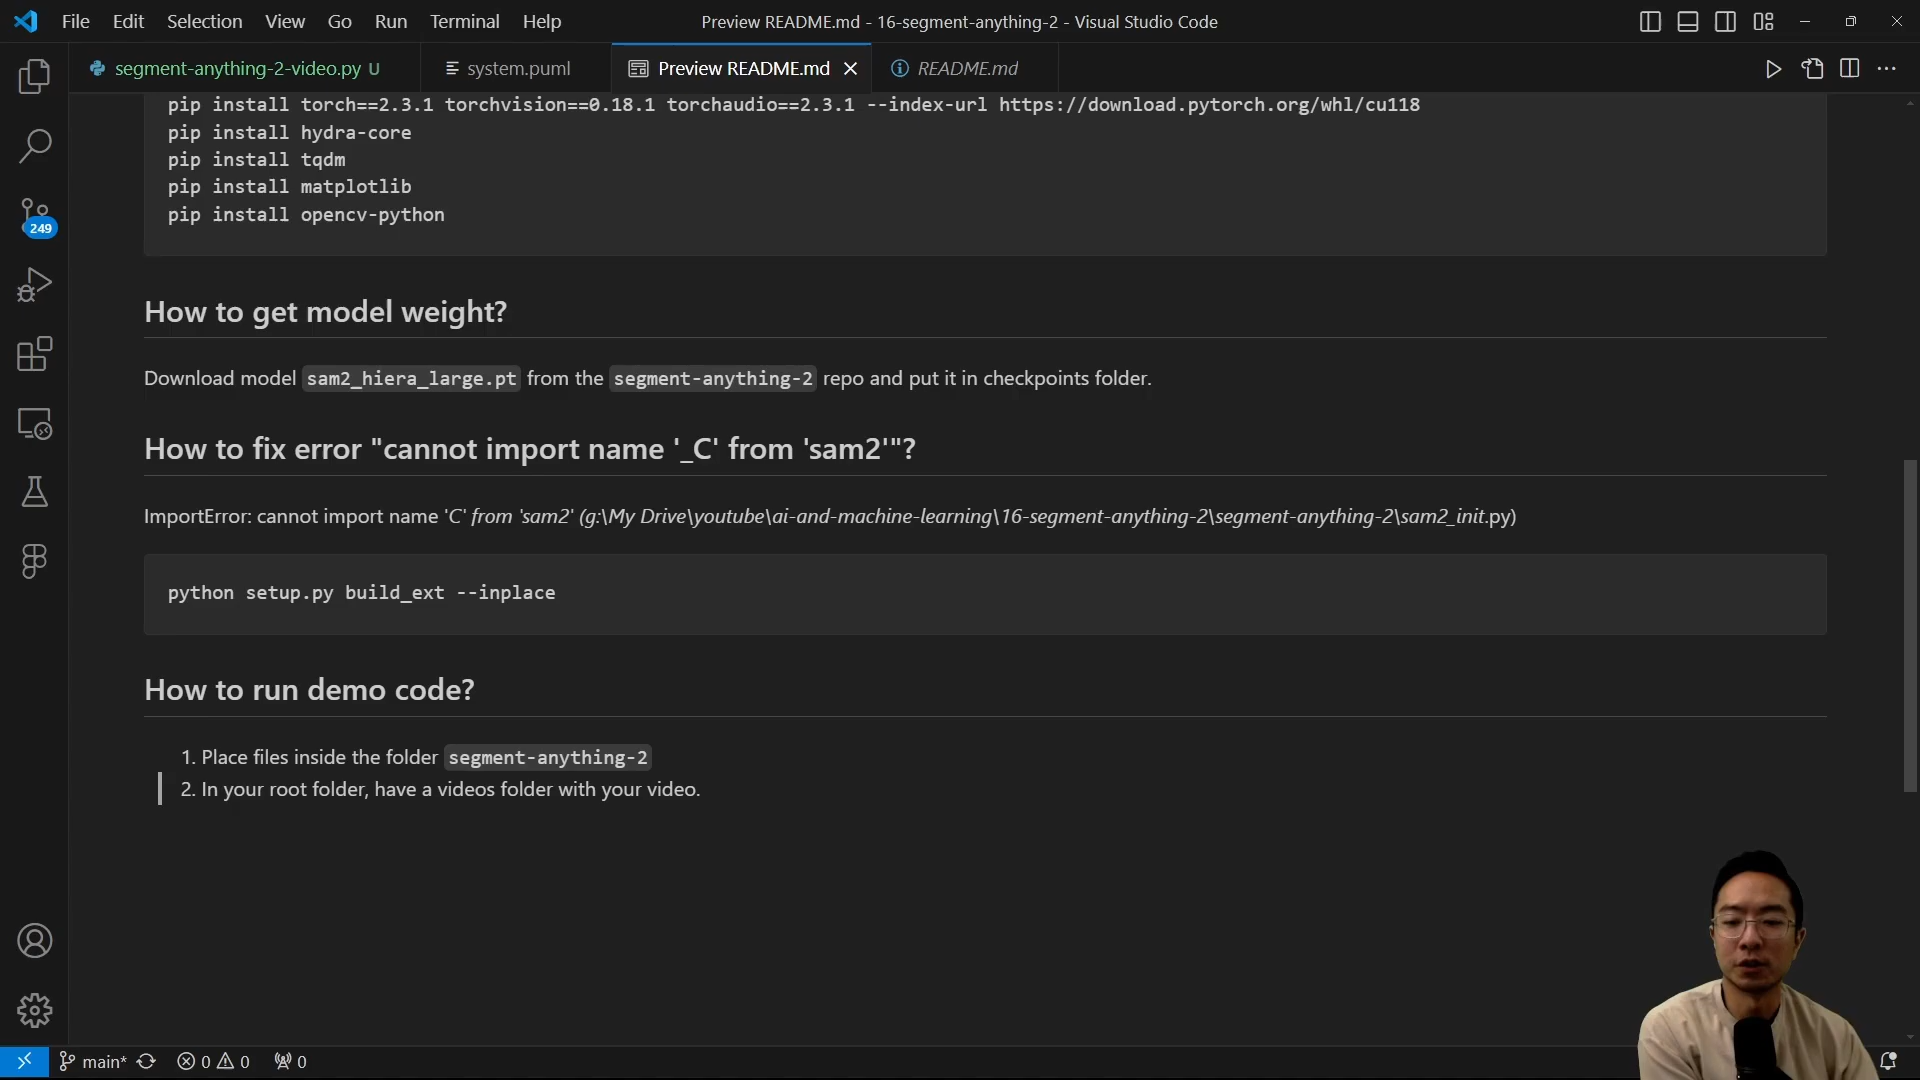 File Edit Selection View Go Run Terminal Help
Preview README.md - 16-segment-anything-2 - Visual Studio Code
segment-anything-2-video.py U
system.puml
Preview README.md
README.md
pip install torch==2.3.1 torchvision==0.18.1 torchaudio==2.3.1 --index-url https://download.pytorch.org/whl/cu118
pip install hydra-core
pip install tqdm
pip install matplotlib
pip install opencv-python
249
How to get model weight?
Download model sam2_hiera_large.pt from the segment-anything-2 repo and put it in checkpoints folder.
How to fix error "cannot import name '_C' from 'sam2'"?
ImportError: cannot import name 'C' from 'sam2' (g:\My Drive\youtube\ai-and-machine-learning\16-segment-anything-2\segment-anything-2\sam2_init.py)
python setup.py build_ext --inplace
How to run demo code?
1. Place files inside the folder segment-anything-2
2. In your root folder, have a videos folder with your video.
main* 0 0 0